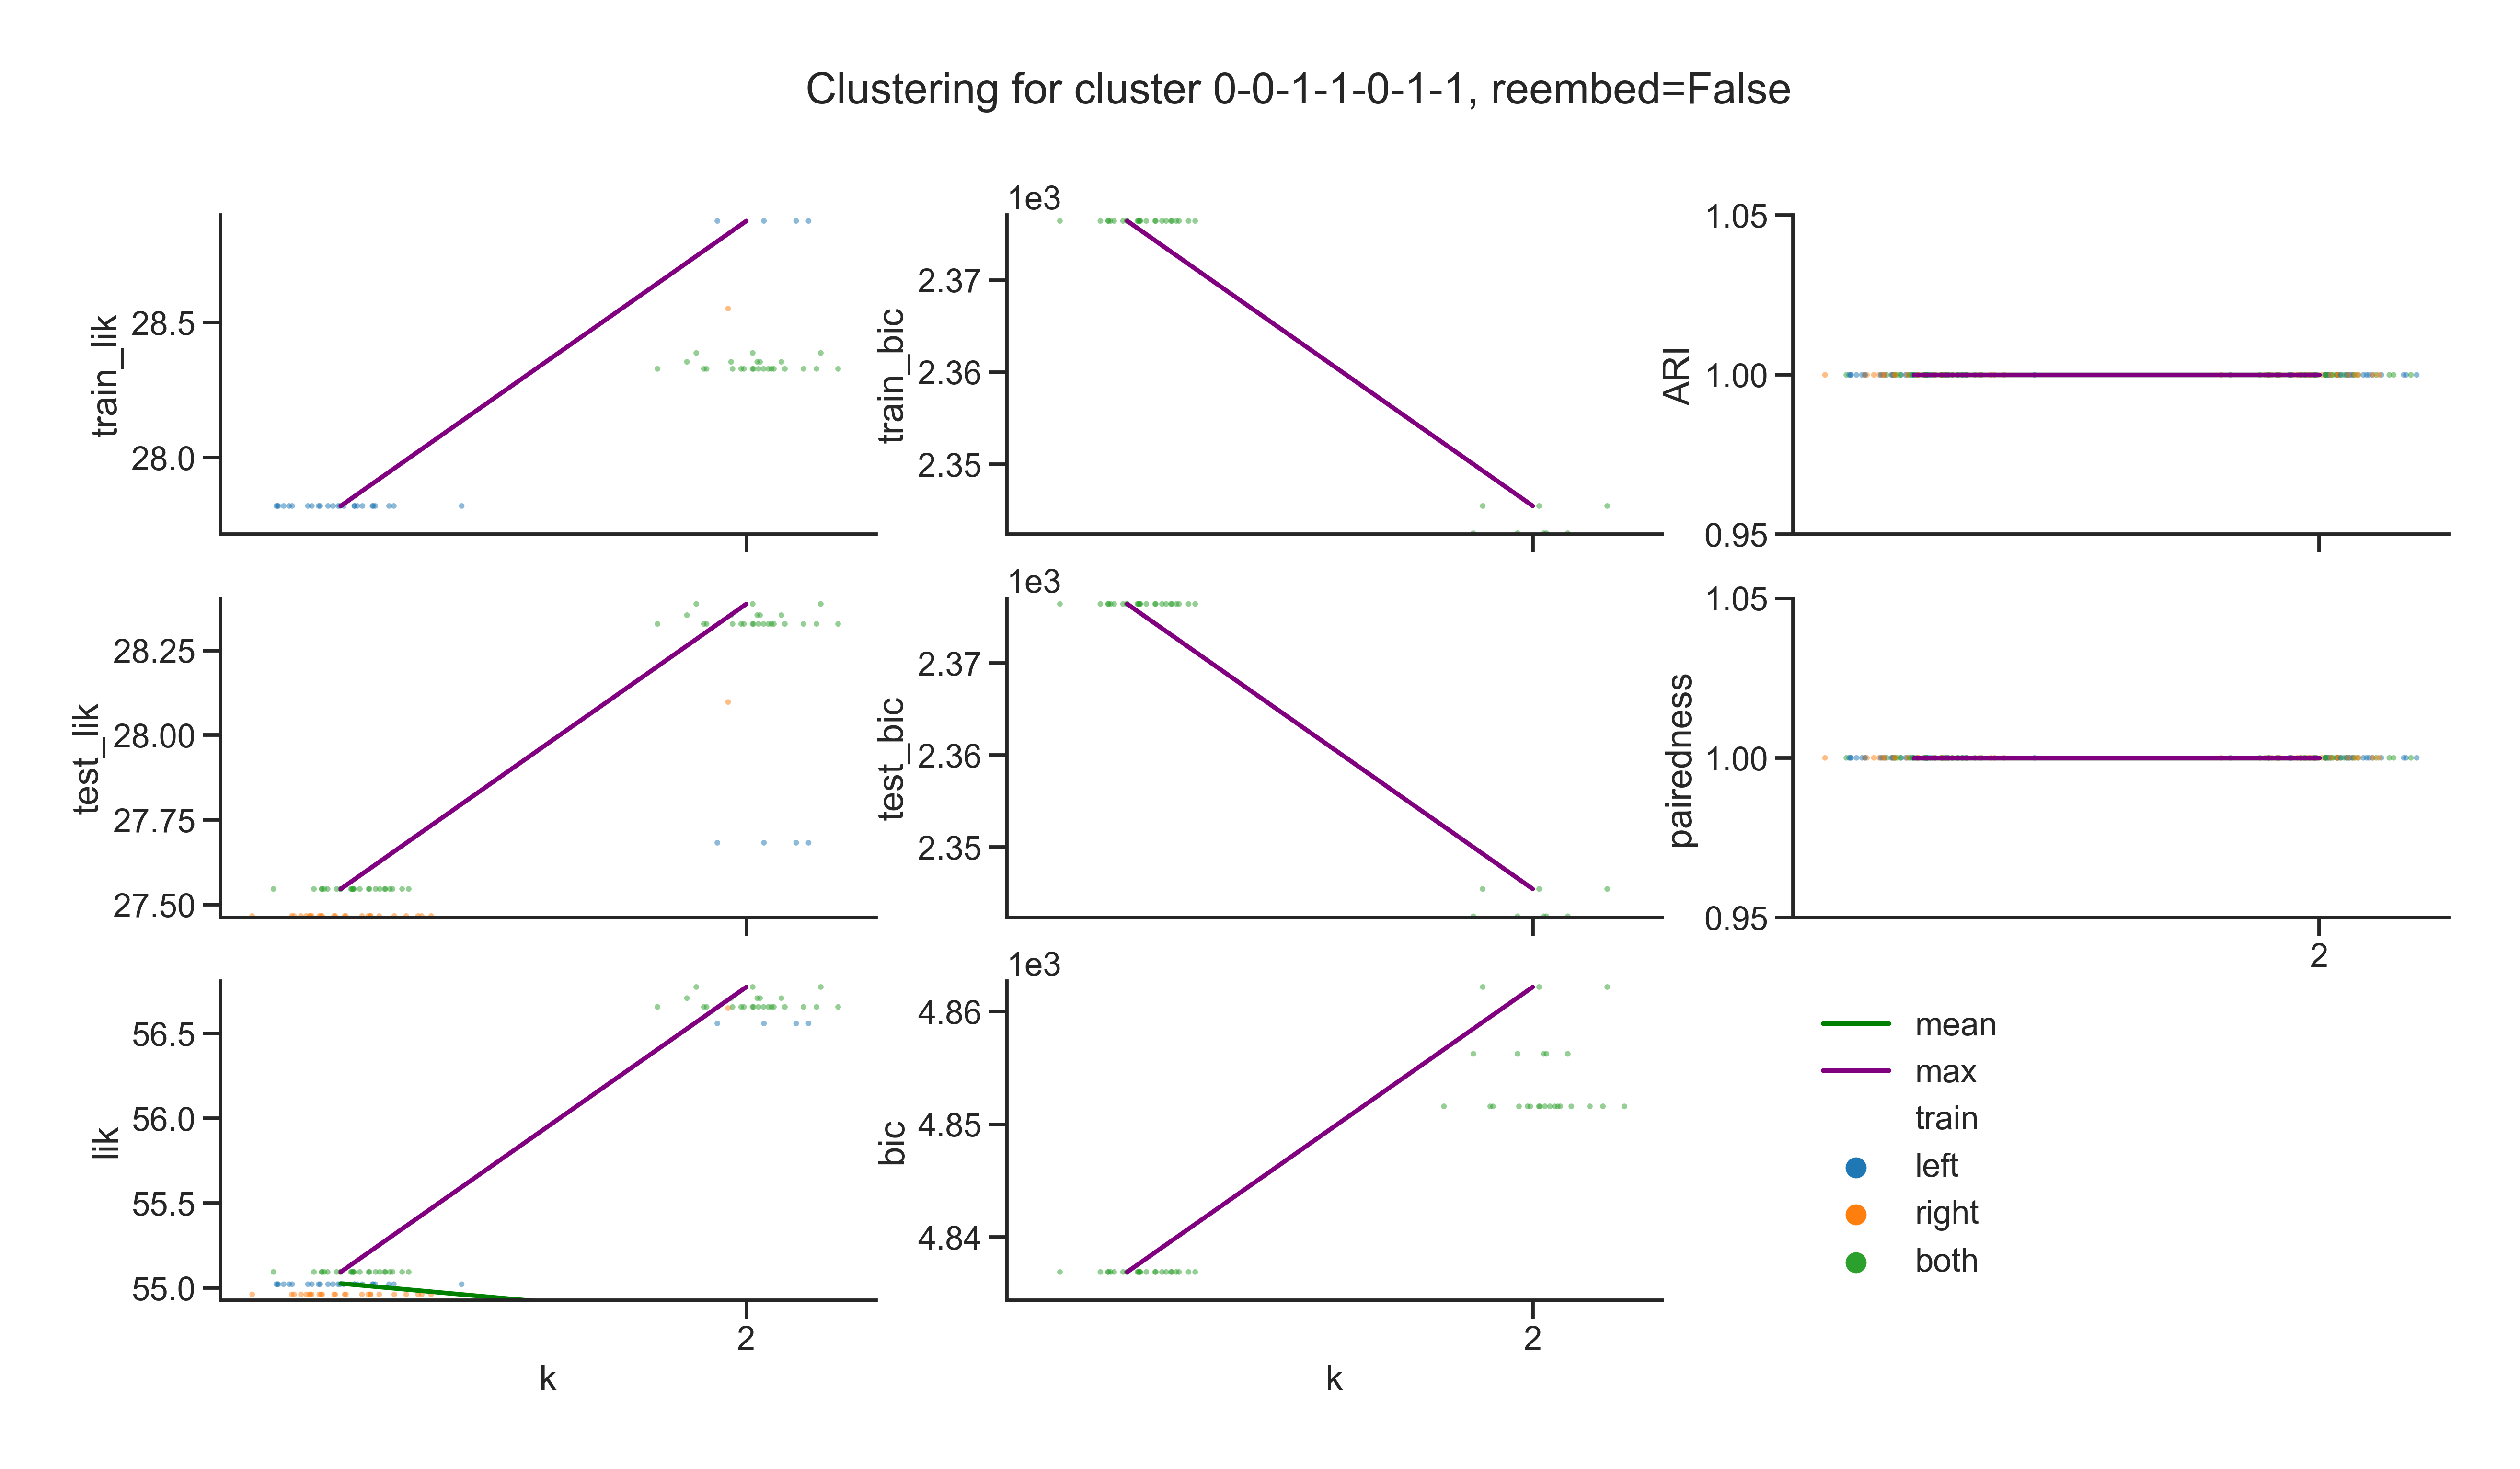 Clustering for cluster 0-0-1-1-0-1-1, reembed=False
train_lik
28.5
28.0
1e3
train_bic
2.37
2.36
2.35
ARI
1.05
1.00
0.95
test_lik
28.25
28.00
27.75
27.50
1e3
test_bic
2.37
2.36
2.35
pairedness
1.05
1.00
0.95
2
lik
56.5
56.0
55.5
55.0
2
k
1e3
bic
4.86
4.85
4.84
2
k
mean
max
train
left
right
both